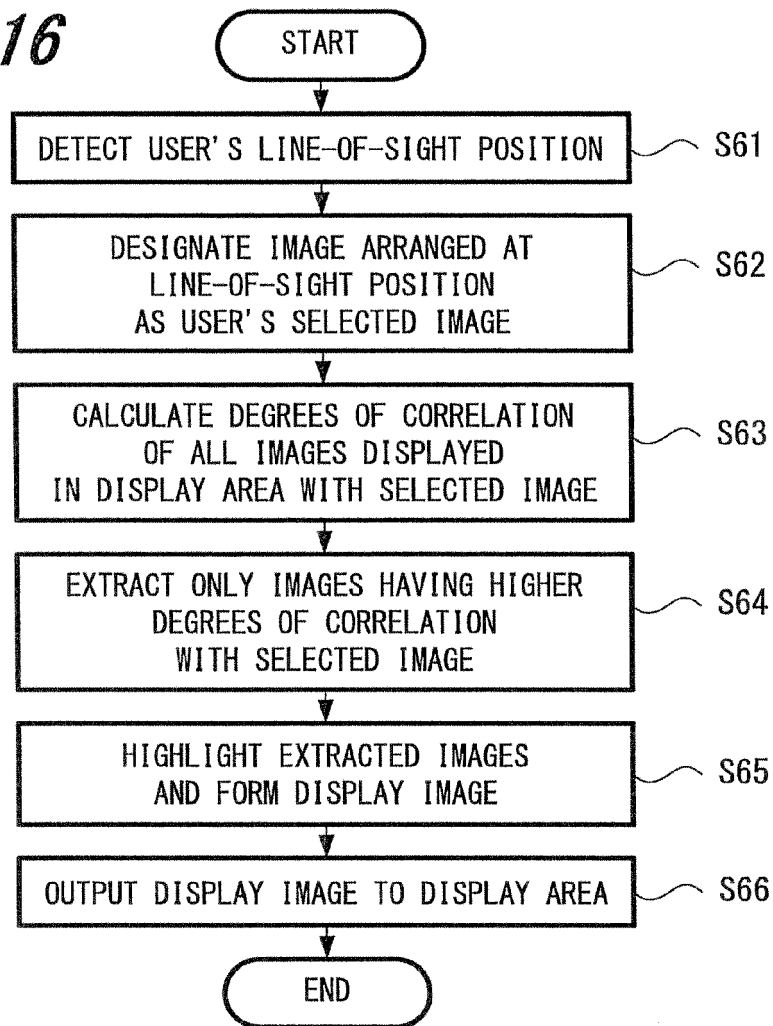 16
START
DETECT USER'S LINE-OF-SIGHT POSITION
S61
DESIGNATE IMAGE ARRANGED AT
LINE-OF-SIGHT POSITION
AS USER'S SELECTED IMAGE
S62
CALCULATE DEGREES OF CORRELATION
OF ALL IMAGES DISPLAYED
IN DISPLAY AREA WITH SELECTED IMAGE
S63
EXTRACT ONLY IMAGES HAVING HIGHER
DEGREES OF CORRELATION
WITH SELECTED IMAGE
S64
HIGHLIGHT EXTRACTED IMAGES
AND FORM DISPLAY IMAGE
S65
OUTPUT DISPLAY IMAGE TO DISPLAY AREA
S66
END